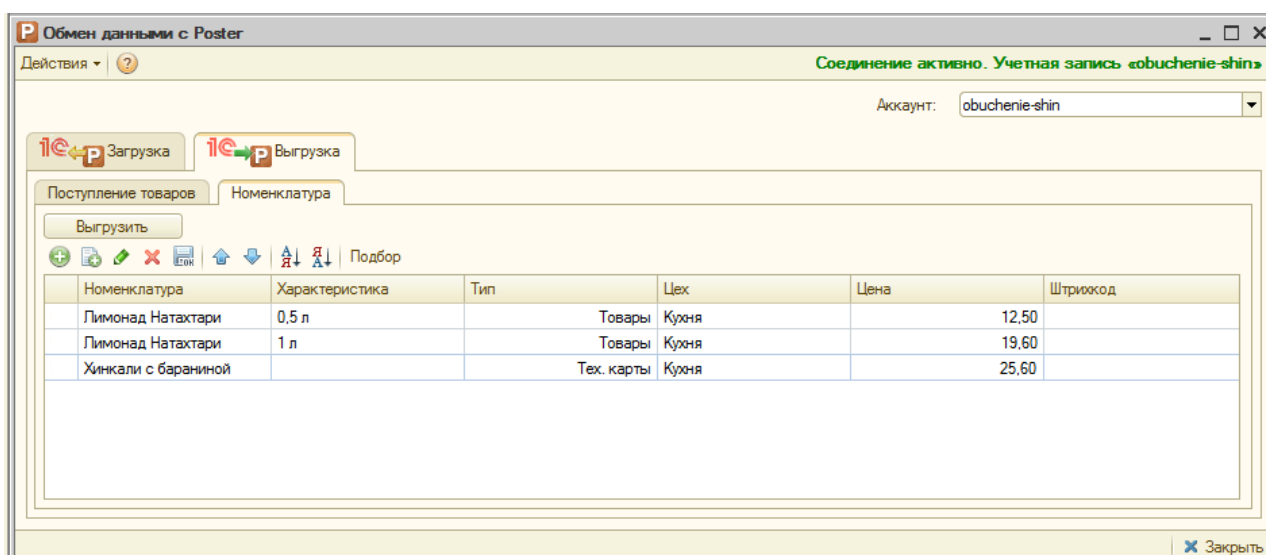 Обмен данными с Poster
Действия ? Соединение активно. Учетная запись «obuchenie-shin»
Аккаунт: obuchenie-shin
1C P Загрузка 1C P Выгрузка
Поступление товаров Номенклатура
Выгрузить
Подбор
Номенклатура Характеристика Тип Цех Цена Штрихкод
Лимонад Натахтари 0,5 л Товары Кухня 12,50
Лимонад Натахтари 1 л Товары Кухня 19,60
Хинкали с бараниной Тех. карты Кухня 25,60
Закрыть